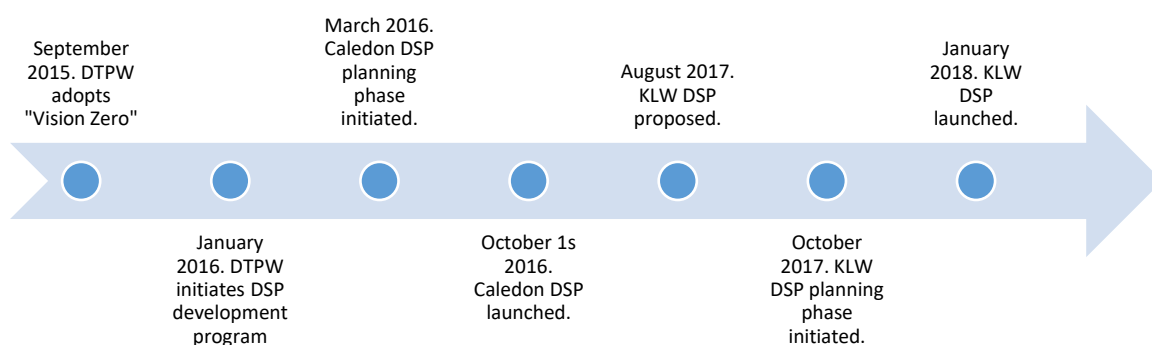 September
2015. DTPW
adopts
"Vision Zero"
January
2016. DTPW
initiates DSP
development
program
March 2016.
Caledon DSP
planning
phase
initiated.
October 1s
2016.
Caledon DSP
launched.
August 2017.
KLW DSP
proposed.
October
2017. KLW
DSP planning
phase
initiated.
January
2018. KLW
DSP
launched.